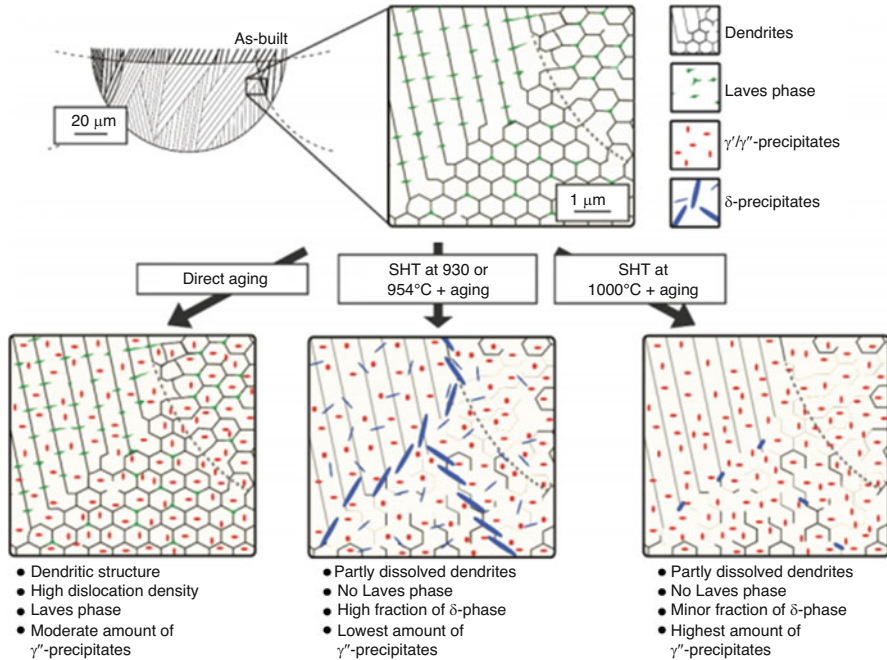 As-built
20 μm
1 μm
Dendrites
Laves phase
γ′/γ″-precipitates
δ-precipitates
Direct aging
SHT at 930 or
954°C + aging
SHT at
1000°C + aging
● Dendritic structure
● High dislocation density
● Laves phase
● Moderate amount of
γ″-precipitates
● Partly dissolved dendrites
● No Laves phase
● High fraction of δ-phase
● Lowest amount of
γ″-precipitates
● Partly dissolved dendrites
● No Laves phase
● Minor fraction of δ-phase
● Highest amount of
γ″-precipitates